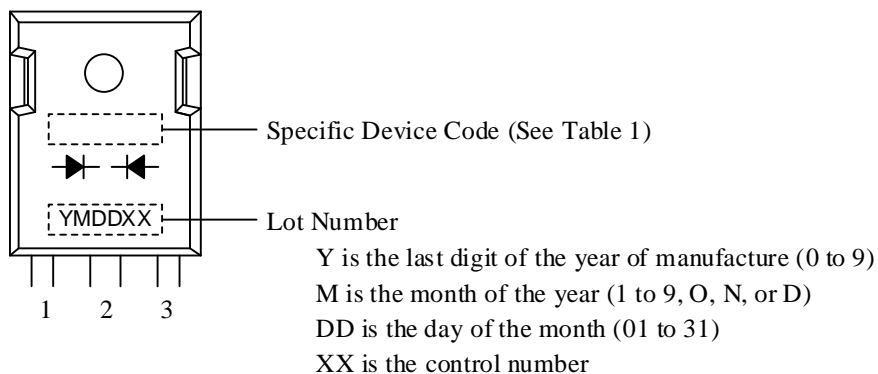 Specific Device Code (See Table 1)
YMDDXX
Lot Number
Y is the last digit of the year of manufacture (0 to 9)
M is the month of the year (1 to 9, O, N, or D)
DD is the day of the month (01 to 31)
XX is the control number
1 2 3